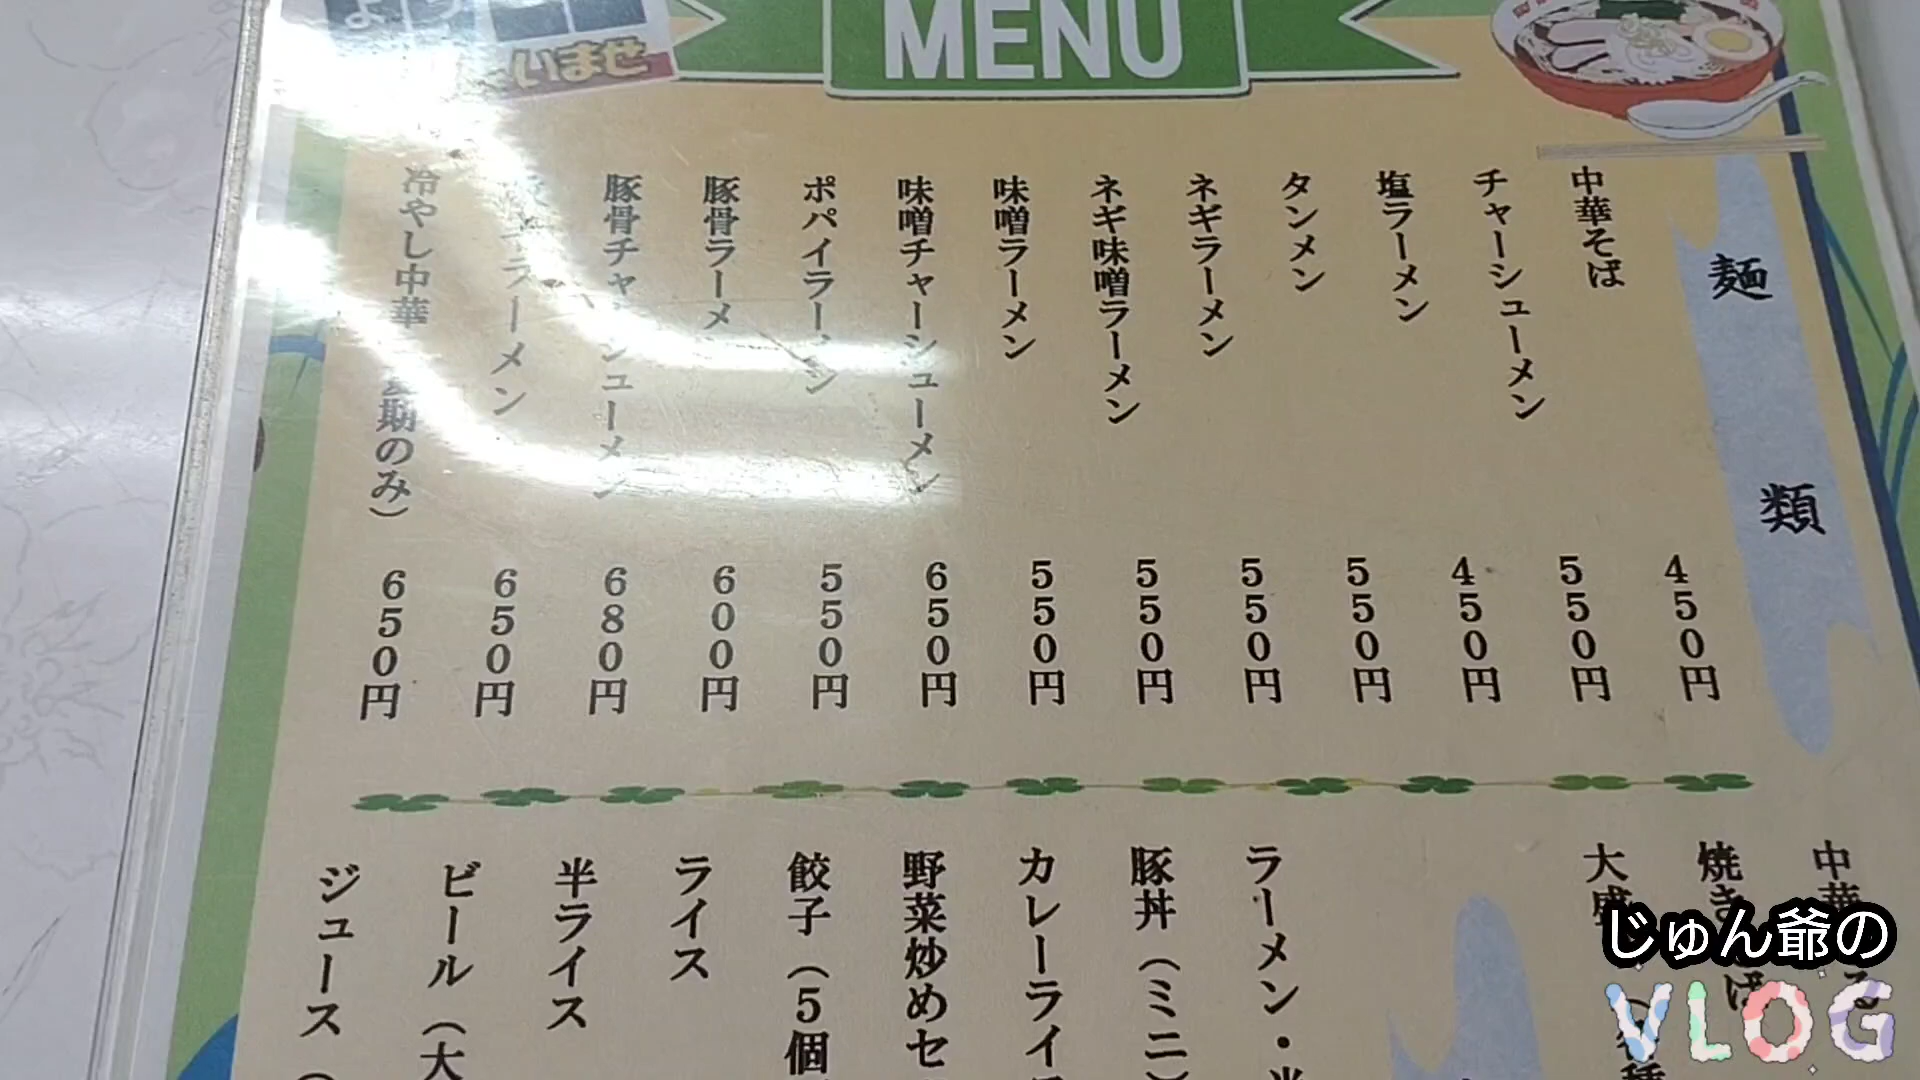 いませ
MENU
麺類
中華そば 450円
チャーシューメン 550円
塩ラーメン 450円
タンメン 550円
ネギラーメン 550円
ネギ味噌ラーメン 550円
味噌ラーメン 550円
味噌チャーシューメン 650円
ポパイラーメン 550円
豚骨ラーメン 600円
豚骨チャーシューメン 680円
ラーメン 650円
冷やし中華 期のみ) 650円
中華
焼き
大盛
ラーメン・半
豚丼(ミニ)
カレーライ
野菜炒めセ
餃子(5個
ライス
半ライス
ビール(大
ジュース(
じゅん爺の
VLOG